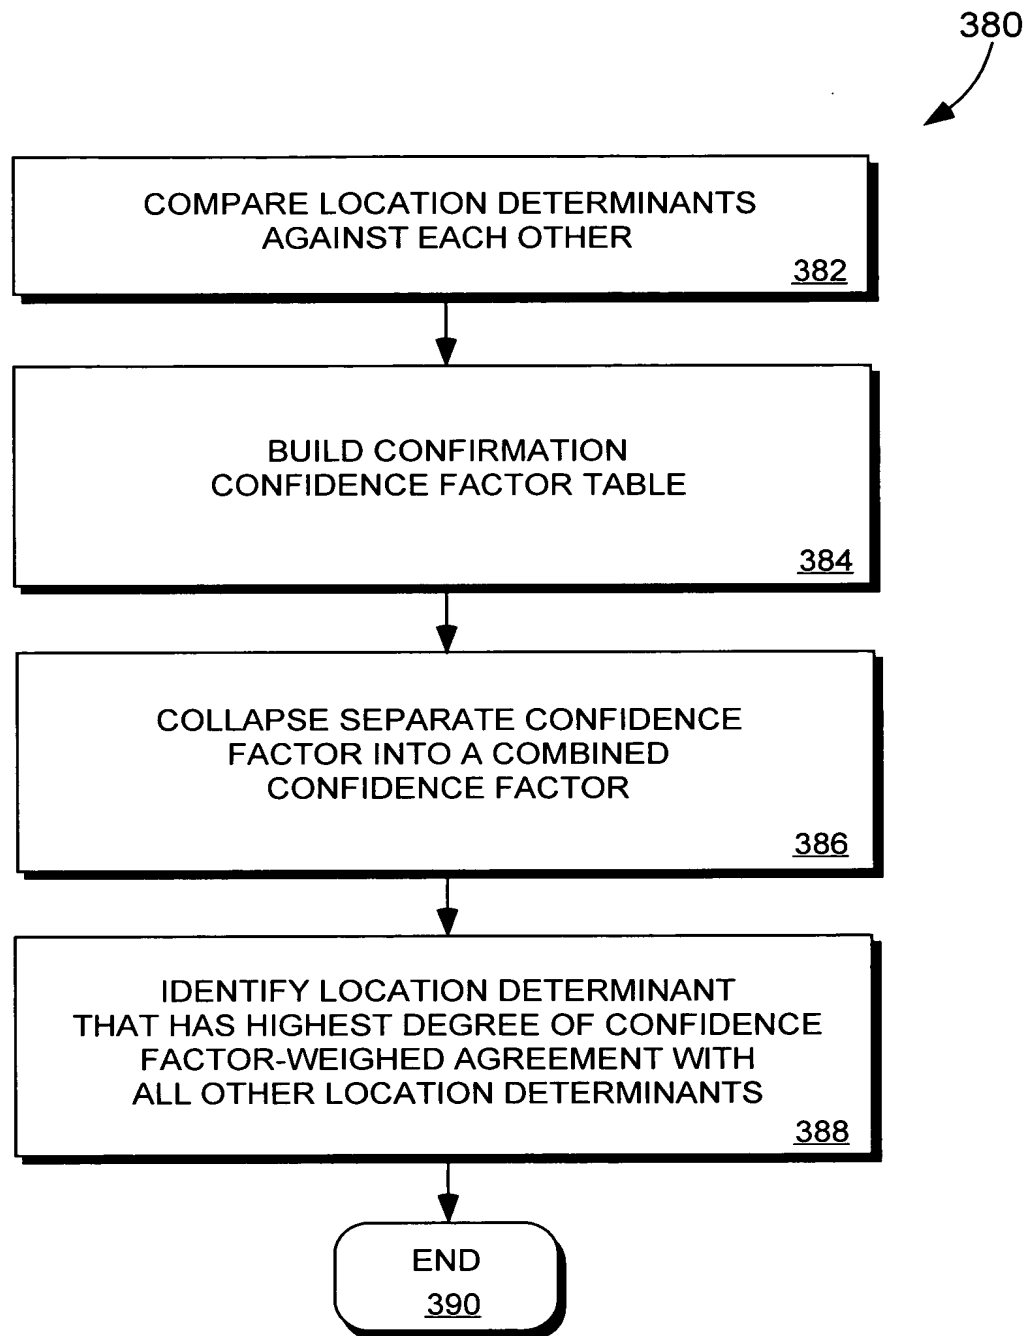 380
COMPARE LOCATION DETERMINANTS
AGAINST EACH OTHER
382
BUILD CONFIRMATION
CONFIDENCE FACTOR TABLE
384
COLLAPSE SEPARATE CONFIDENCE
FACTOR INTO A COMBINED
CONFIDENCE FACTOR
386
IDENTIFY LOCATION DETERMINANT
THAT HAS HIGHEST DEGREE OF CONFIDENCE
FACTOR-WEIGHED AGREEMENT WITH
ALL OTHER LOCATION DETERMINANTS
388
END
390